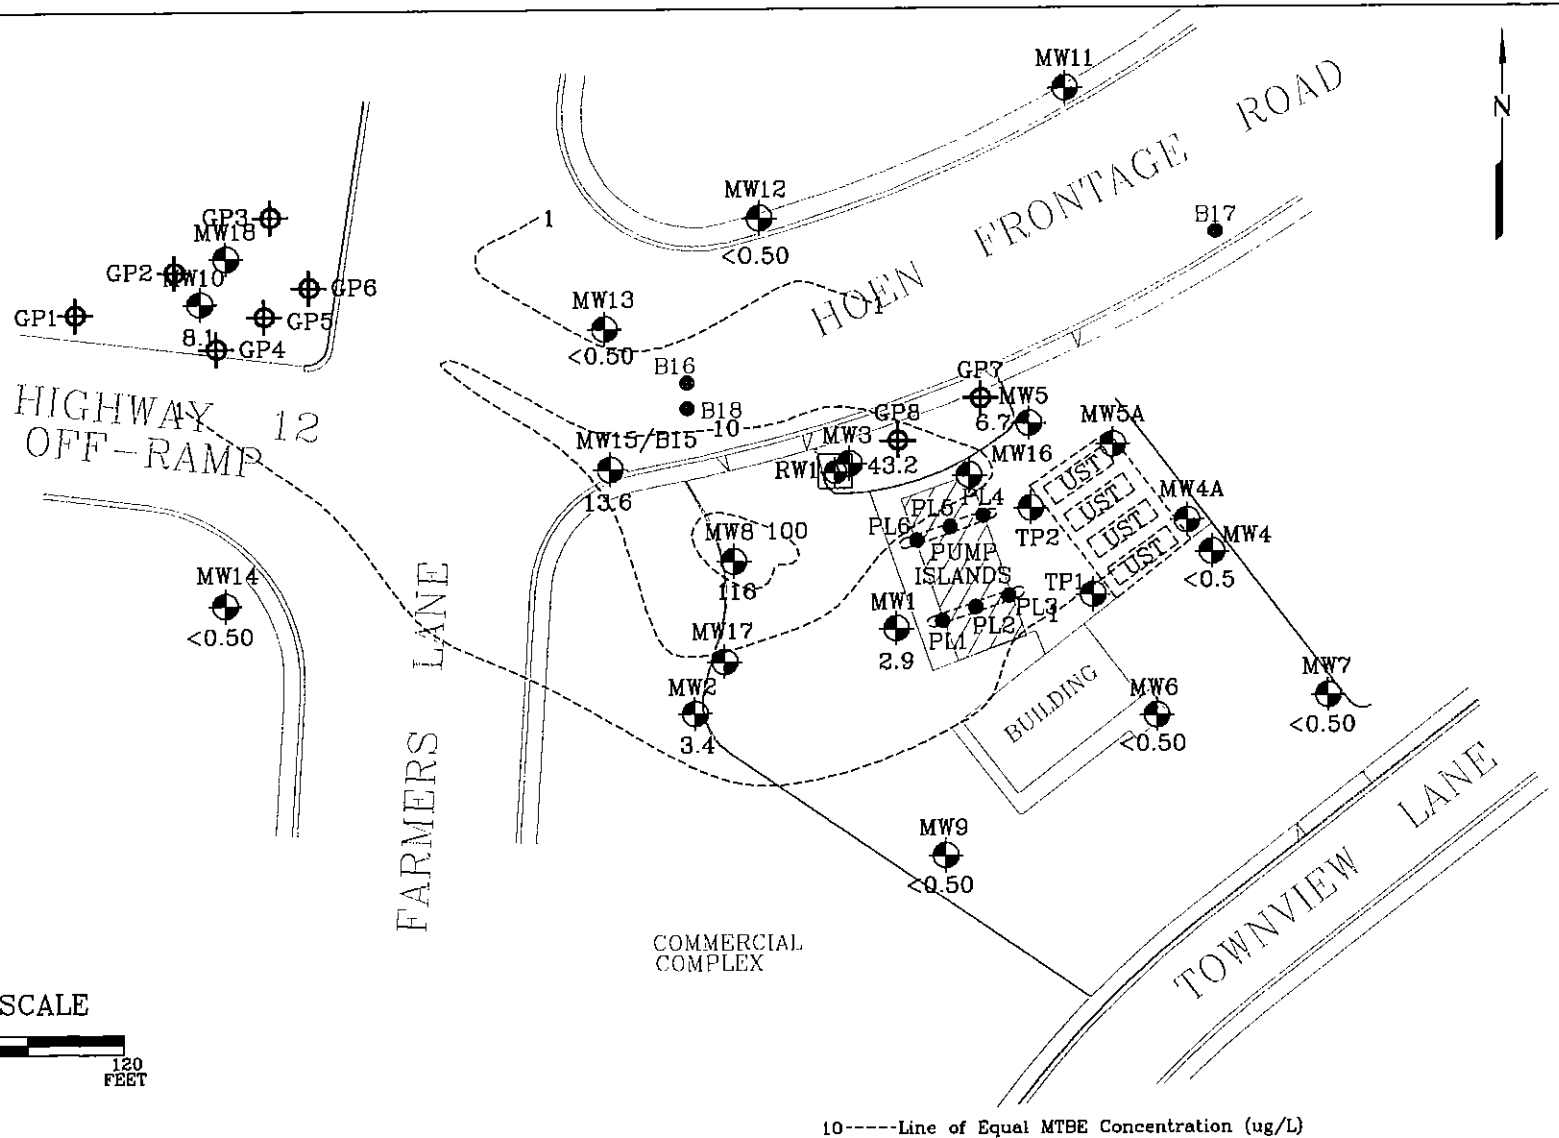 MW11
N
HOEN FRONTAGE ROAD
MW12
<0.50
B17
1
GP3
MW18
GP2
MW10
GP6
GP1
GP5
8.1
GP4
MW13
<0.50
1
B16
B18
10
GP7
MW5
6.7
GP8
MW5A
HIGHWAY 12
OFF-RAMP
1
MW15/B15
13.6
MW3
RW1
43.2
MW16
UST
UST
UST
UST
MW4A
MW4
<0.5
PL4
PL5
PL6
TP2
PUMP
ISLANDS
MW8
100
116
MW14
<0.50
TP1
PL3
PL2
PL1
1
MW1
2.9
MW17
MW2
3.4
BUILDING
MW6
<0.50
MW7
<0.50
FARMERS LANE
MW9
<0.50
TOWNVIEW LANE
COMMERCIAL
COMPLEX
SCALE
120
FEET
10-----Line of Equal MTBE Concentration (ug/L)